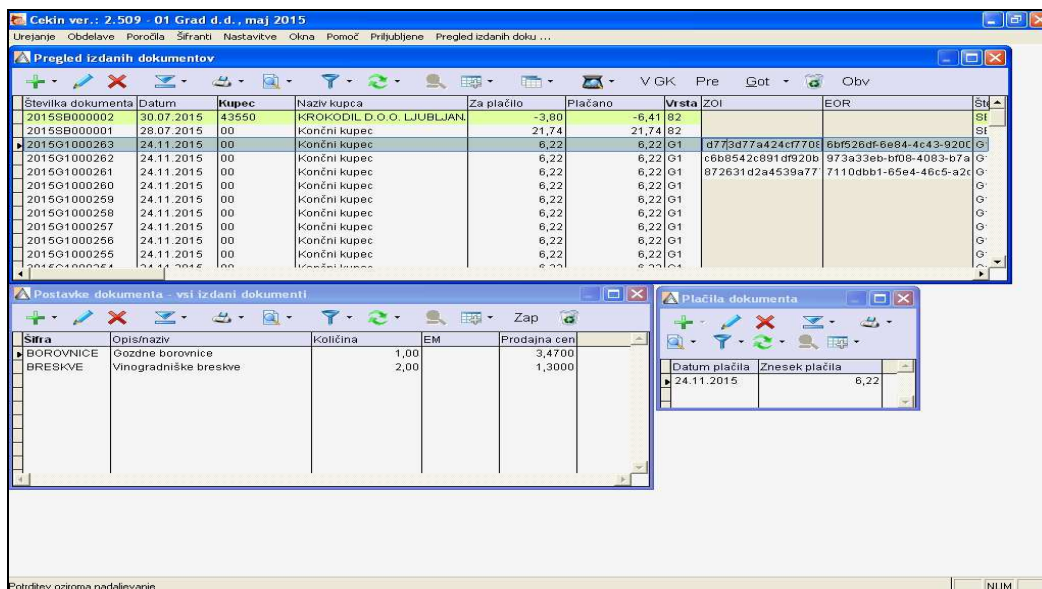 Cekin ver.: 2.509 - 01 Grad d.d., maj 2015
Urejanje Obdelave Poročila Šifranti Nastavitve Okna Pomoč Priljubljene Pregled izdanih doku ...
Pregled izdanih dokumentov
V GK Pre Got Obv
Številka dokumenta Datum Kupec Naziv kupca Za plačilo Plačano Vrsta ZOI EOR Šte
2015SB000002 30.07.2015 43550 KROKODIL D.O.O. LJUBLJAN, -3,80 -6,41 82 SE
2015SB000001 28.07.2015 00 Končni kupec 21,74 21,74 82 SE
2015G1000263 24.11.2015 00 Končni kupec 6,22 6,22 G1 d773d77a424cf7708 6bf526df-6e84-4c43-920C G
2015G1000262 24.11.2015 00 Končni kupec 6,22 6,22 G1 c6b8542c891df920b 973a33eb-bf08-4083-b7a G
2015G1000261 24.11.2015 00 Končni kupec 6,22 6,22 G1 872631d2a4539a77 7110dbb1-65e4-46c5-a2c G
2015G1000260 24.11.2015 00 Končni kupec 6,22 6,22 G1 G
2015G1000259 24.11.2015 00 Končni kupec 6,22 6,22 G1 G
2015G1000258 24.11.2015 00 Končni kupec 6,22 6,22 G1 G
2015G1000257 24.11.2015 00 Končni kupec 6,22 6,22 G1 G
2015G1000256 24.11.2015 00 Končni kupec 6,22 6,22 G1 G
2015G1000255 24.11.2015 00 Končni kupec 6,22 6,22 G1 G
Postavke dokumenta - vsi izdani dokumenti
Zap
Šifra Opis/naziv Količina EM Prodajna cen
BOROVNICE Gozdne borovnice 1,00 3,4700
BRESKVE Vinogradniške breskve 2,00 1,3000
Plačila dokumenta
Datum plačila Znesek plačila
24.11.2015 6,22
Potrditev oziroma nadaljevanje
NUM